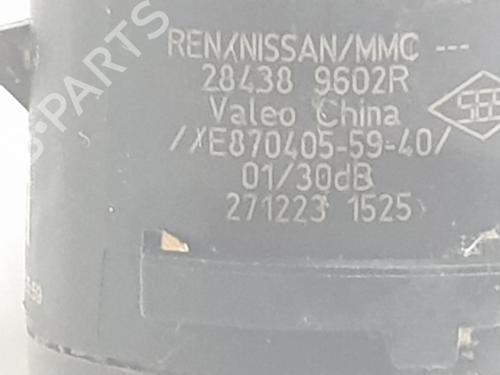 REN/NISSAN/MMC ---
28438 9602R
Valeo China
/XE870405-59-40/
01/30dB
271223 1525
B-PARTS